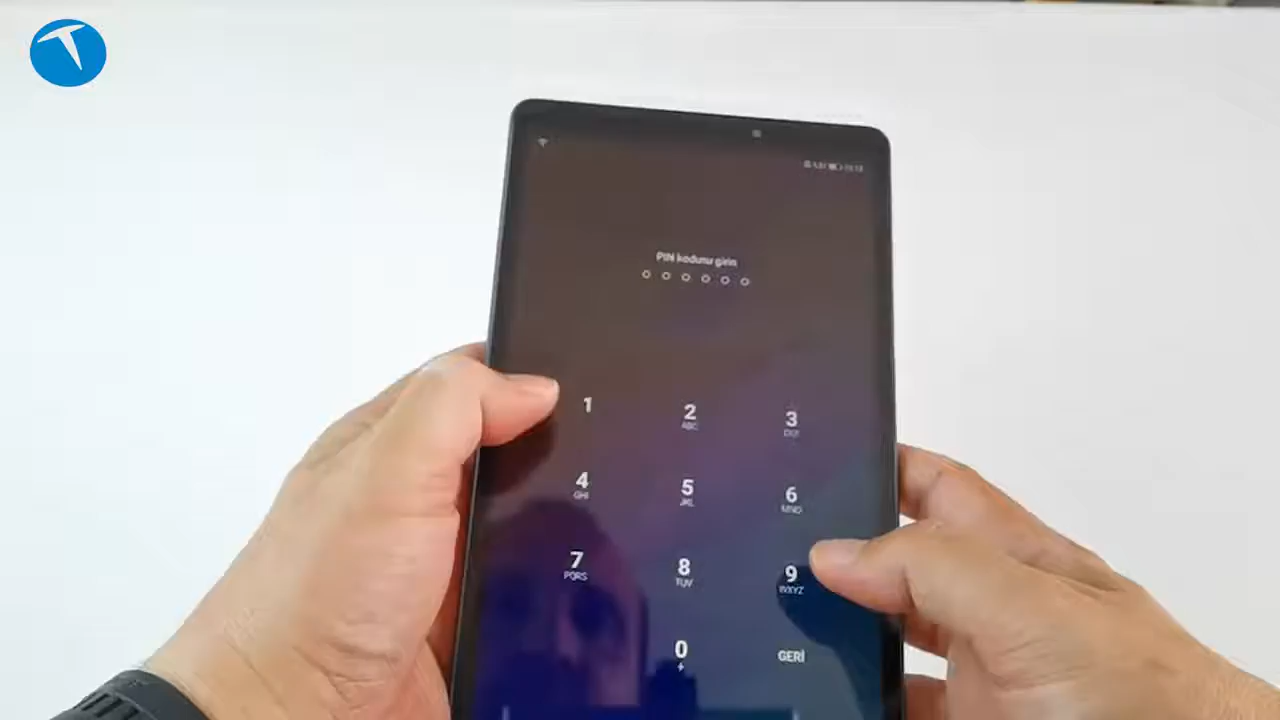 PIN kodunu girin
1
2
ABC
3
DEF
4
GHI
5
JKL
6
MNO
7
PQRS
8
TUV
9
WXYZ
0
GERİ